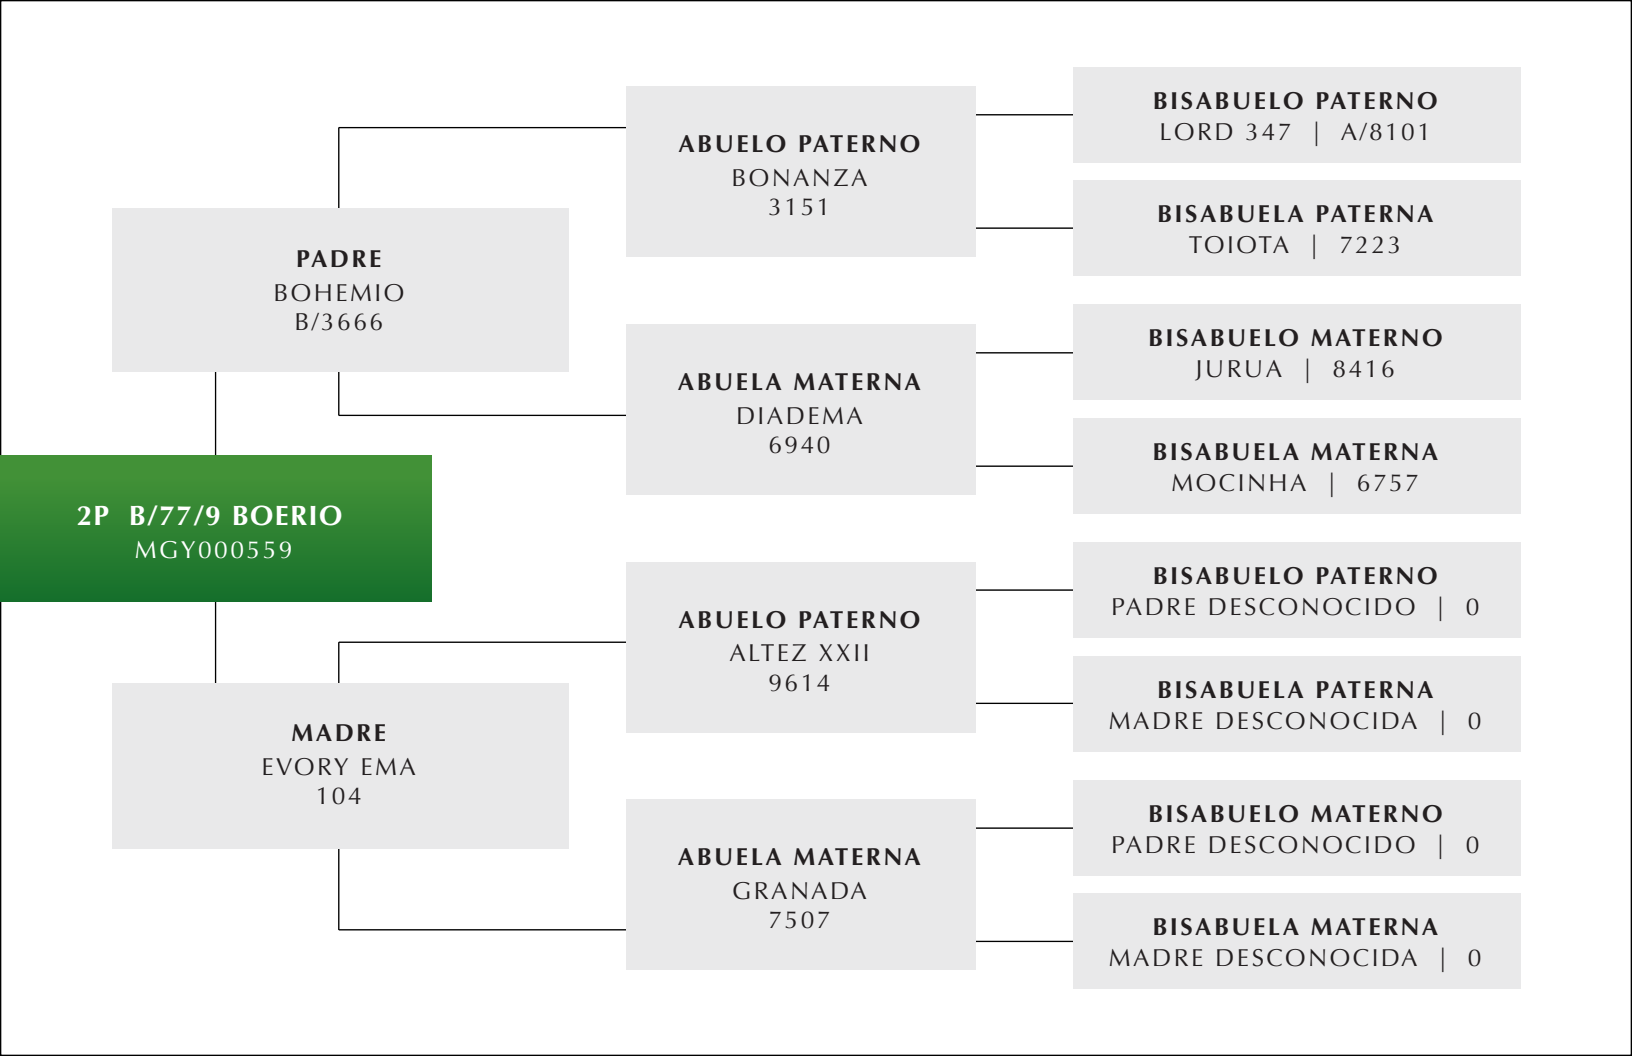 BISABUELO PATERNO
LORD 347 | A/8101
ABUELO PATERNO
BONANZA
3151
BISABUELA PATERNA
TOIOTA | 7223
PADRE
BOHEMIO
B/3666
BISABUELO MATERNO
JURUA | 8416
ABUELA MATERNA
DIADEMA
6940
BISABUELA MATERNA
MOCINHA | 6757
2P B/77/9 BOERIO
MGY000559
BISABUELO PATERNO
PADRE DESCONOCIDO | 0
ABUELO PATERNO
ALTEZ XXII
9614
BISABUELA PATERNA
MADRE DESCONOCIDA | 0
MADRE
EVORY EMA
104
BISABUELO MATERNO
PADRE DESCONOCIDO | 0
ABUELA MATERNA
GRANADA
7507
BISABUELA MATERNA
MADRE DESCONOCIDA | 0